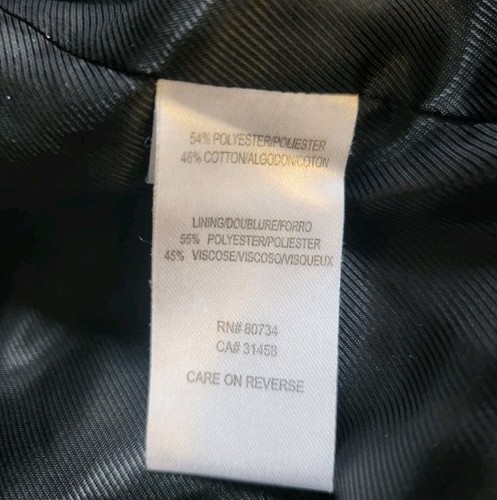 54% POLYESTER/POLIESTER
46% COTTON/ALGODON/COTON
LINING/DOUBLURE/FORRO
55% POLYESTER/POLIESTER
45% VISCOSE/VISCOSO/VISQUEUX
RN# 80734
CA# 31458
CARE ON REVERSE